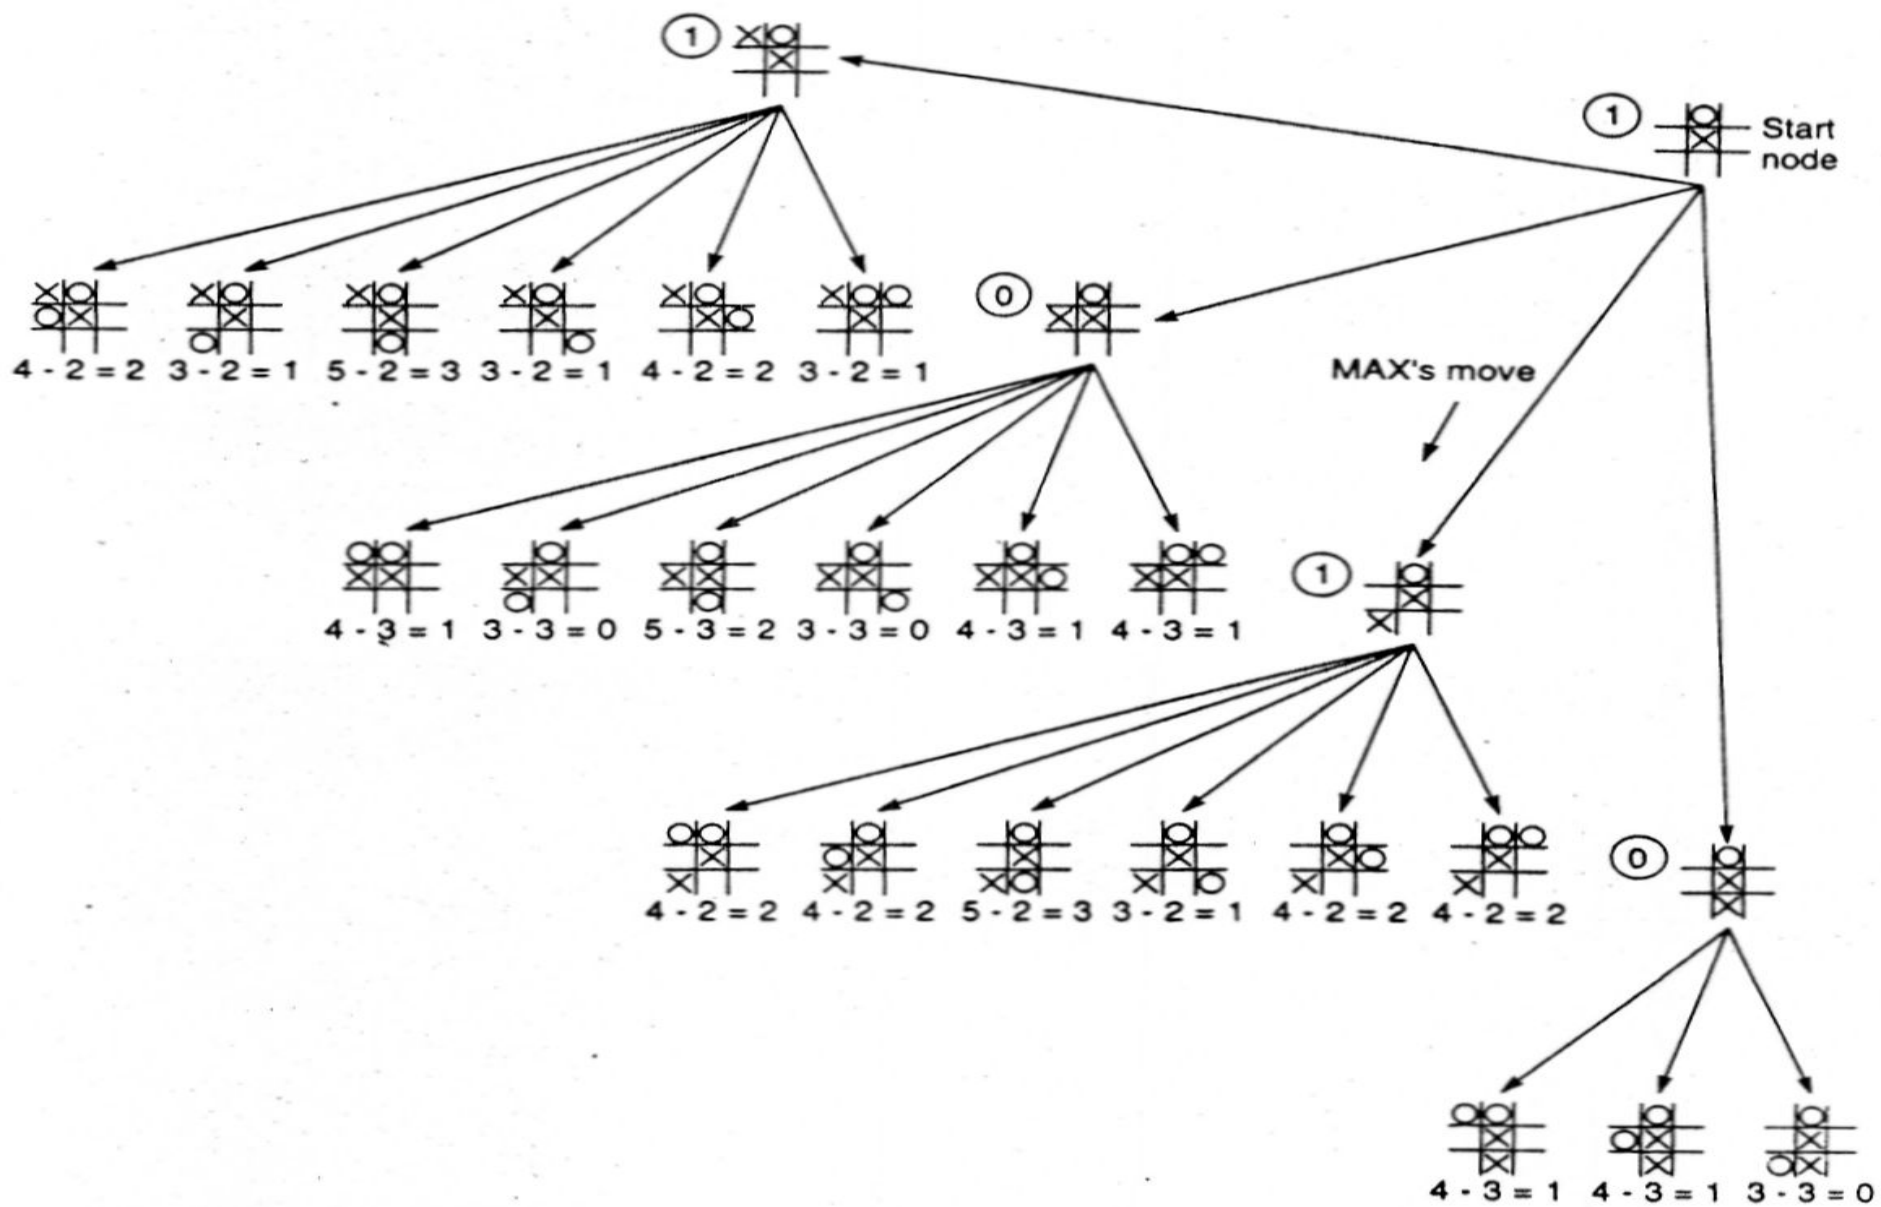 1
1
Start
node
4 - 2 = 2 3 - 2 = 1 5 - 2 = 3 3 - 2 = 1 4 - 2 = 2 3 - 2 = 1
0
MAX's move
4 - 3 = 1 3 - 3 = 0 5 - 3 = 2 3 - 3 = 0 4 - 3 = 1 4 - 3 = 1
1
4 - 2 = 2 4 - 2 = 2 5 - 2 = 3 3 - 2 = 1 4 - 2 = 2 4 - 2 = 2
0
4 - 3 = 1 4 - 3 = 1 3 - 3 = 0